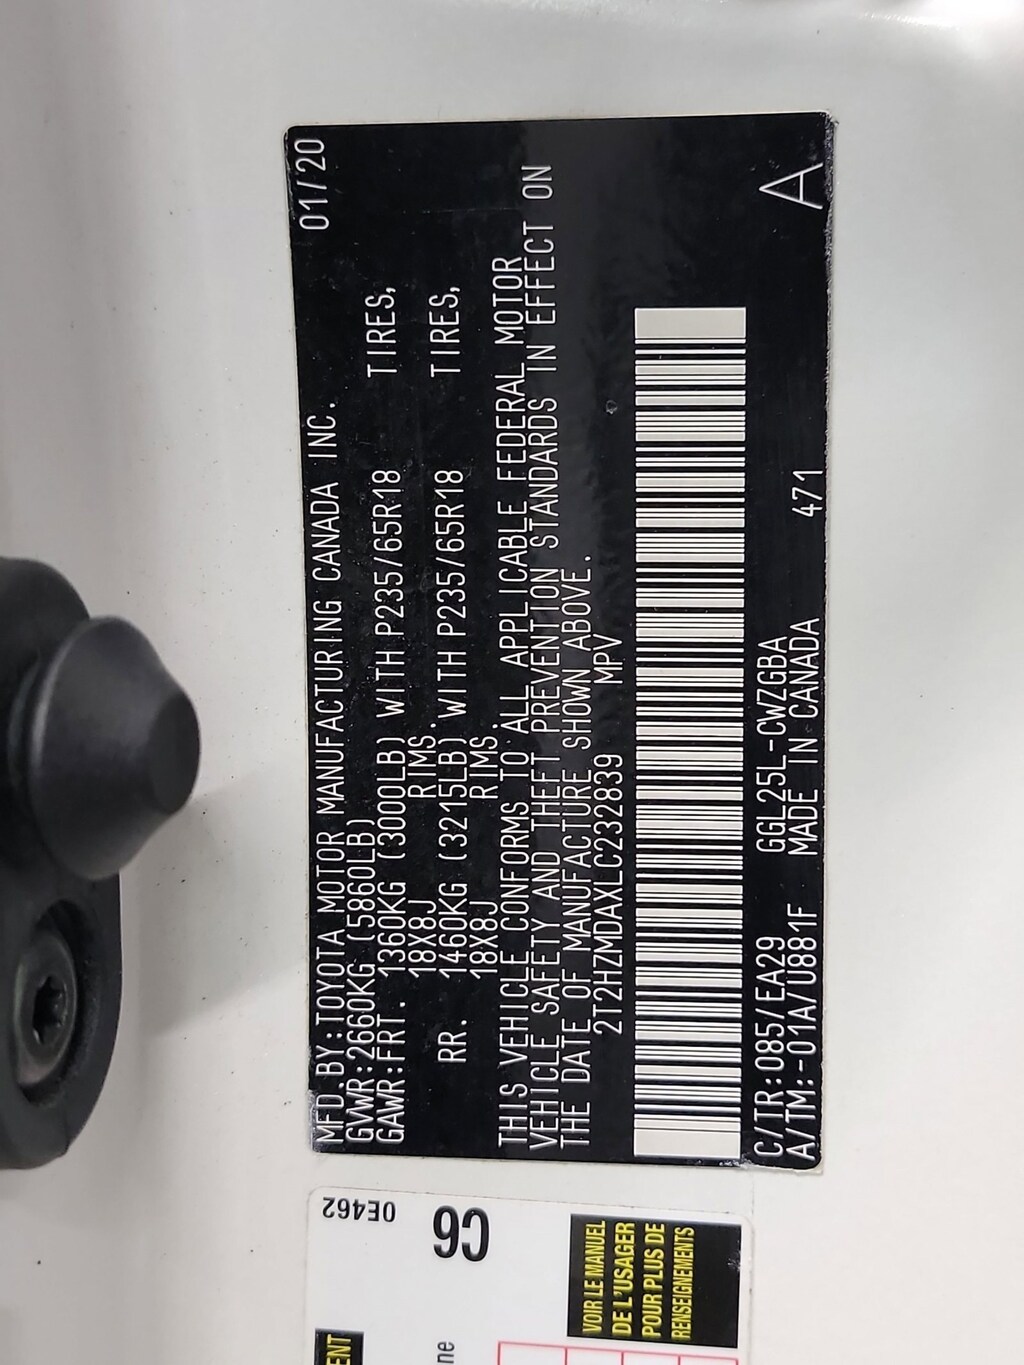 MFD.BY:TOYOTA MOTOR MANUFACTURING CANADA INC. 01/20
GVWR:2660KG (5860LB)
GAWR:FRT. 1360KG (3000LB) WITH P235/65R18 TIRES,
18X8J RIMS.
RR. 1460KG (3215LB) WITH P235/65R18 TIRES,
18X8J RIMS.
THIS VEHICLE CONFORMS TO ALL APPLICABLE FEDERAL MOTOR
VEHICLE SAFETY AND THEFT PREVENTION STANDARDS IN EFFECT ON
THE DATE OF MANUFACTURE SHOWN ABOVE.
2T2HZMDAXLC232839 MPV
C/TR:085/EA29 GGL25L-CWZGBA
A/TM:-01A/U881F MADE IN CANADA 471
A
0E462
C6
VOIR LE MANUEL
DE L'USAGER
POUR PLUS DE
RENSEIGNEMENTS
ENT
ne